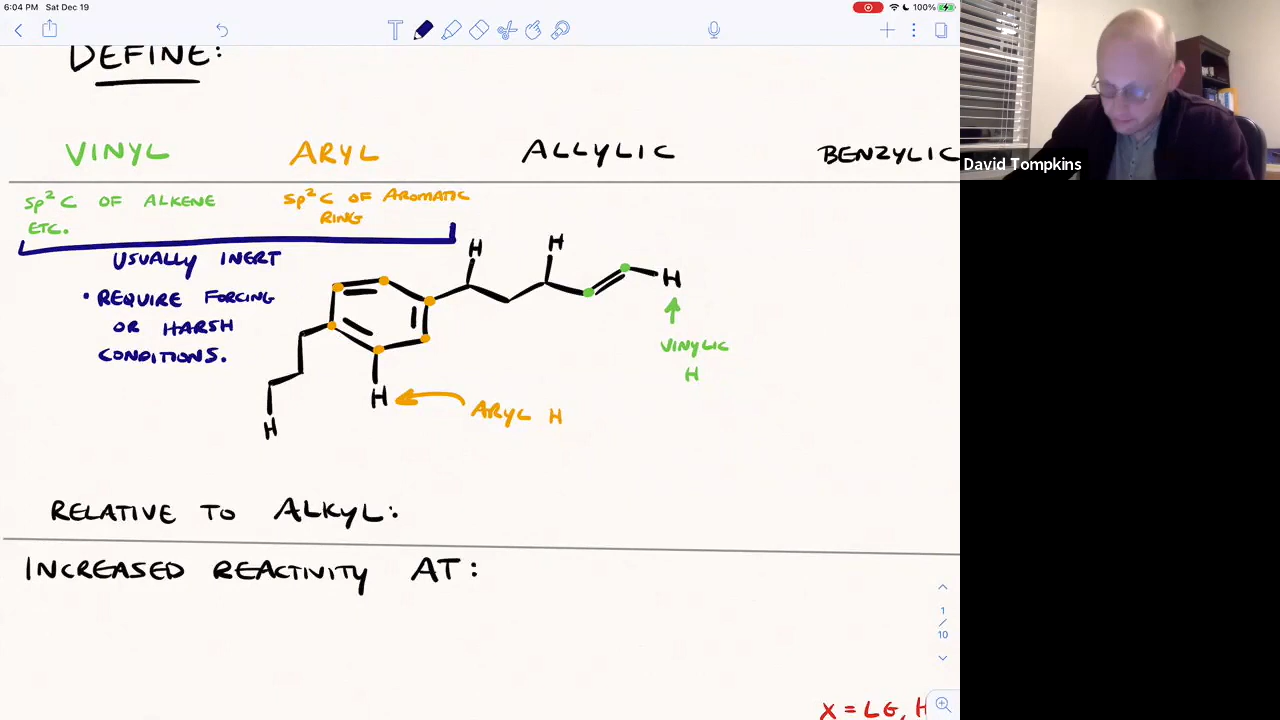 6:04 PM Sat Dec 19
100%
DEFINE:
David Tompkins
VINYL ARYL ALLYLIC BENZYLIC
sp² C OF ALKENE
ETC.
sp² C OF AROMATIC
RING
USUALLY INERT
• REQUIRE FORCING
OR HARSH
CONDITIONS.
H
H
H
VINYLIC
H
H
ARYL H
H
RELATIVE TO ALKYL:
INCREASED REACTIVITY AT:
1
/
10
X = LG, H